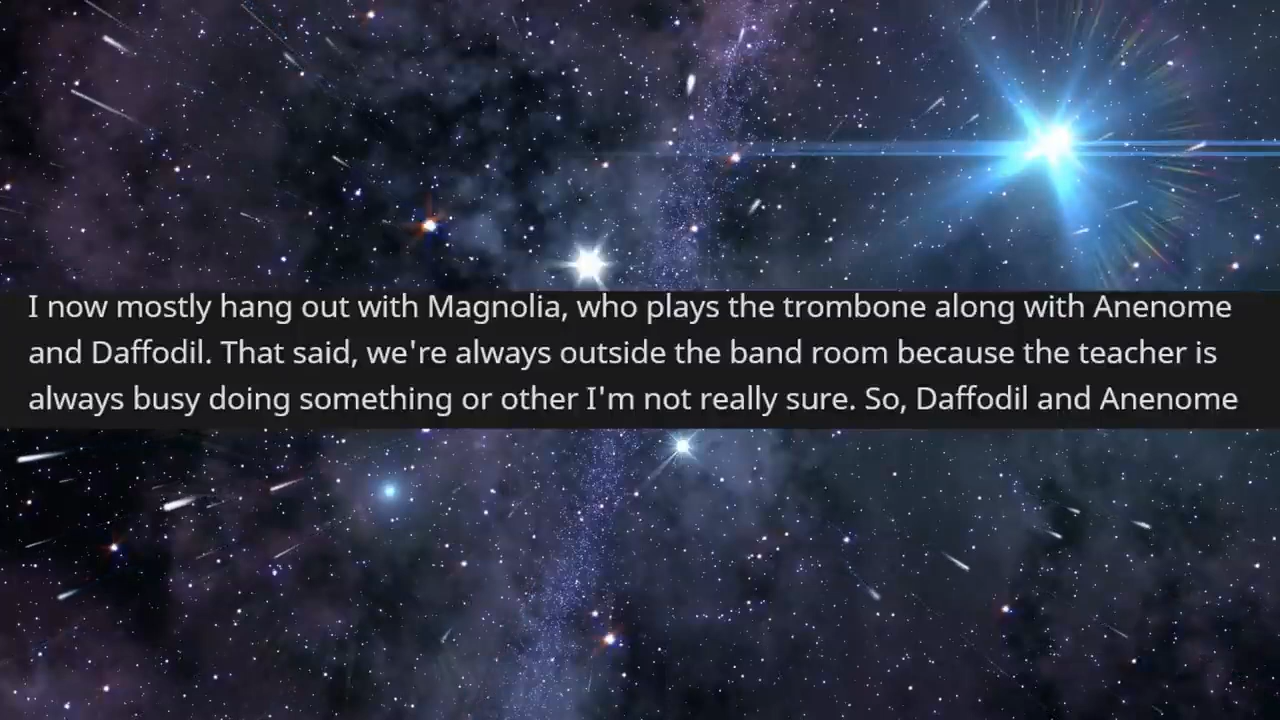 I now mostly hang out with Magnolia, who plays the trombone along with Anenome
and Daffodil. That said, we're always outside the band room because the teacher is
always busy doing something or other I'm not really sure. So, Daffodil and Anenome